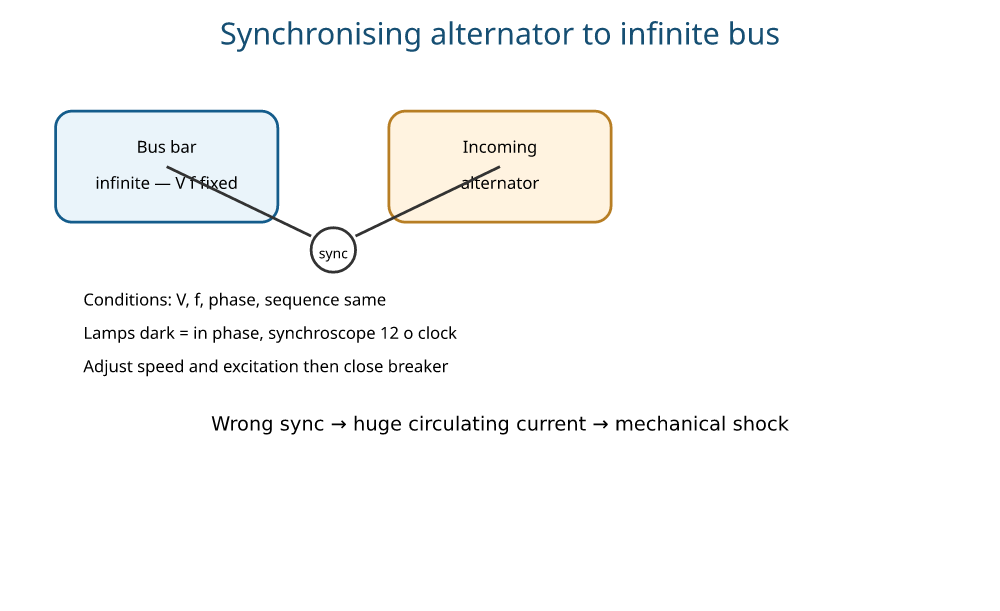 Synchronising alternator to infinite bus
Bus bar
infinite — V f fixed
Incoming
alternator
sync
Conditions: V, f, phase, sequence same
Lamps dark = in phase, synchroscope 12 o clock
Adjust speed and excitation then close breaker
Wrong sync → huge circulating current → mechanical shock